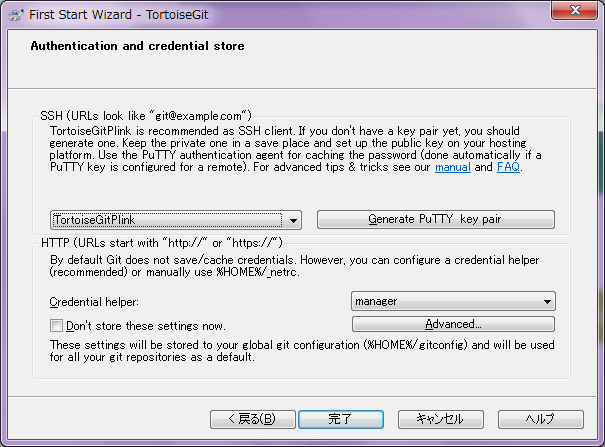 First Start Wizard - TortoiseGit
Authentication and credential store
SSH (URLs look like "git@example.com")
TortoiseGitPlink is recommended as SSH client. If you don't have a key pair yet, you should
generate one. Keep the private one in a save place and set up the public key on your hosting
platform. Use the PuTTY authentication agent for caching the password (done automatically if a
PuTTY key is configured for a remote). For advanced tips & tricks see our manual and FAQ.
TortoiseGitPlink
Generate PuTTY key pair
HTTP (URLs start with "http://" or "https://")
By default Git does not save/cache credentials. However, you can configure a credential helper
(recommended) or manually use %HOME%/_netrc.
Credential helper:
manager
Don't store these settings now.
Advanced...
These settings will be stored to your global git configuration (%HOME%/.gitconfig) and will be used
for all your git repositories as a default.
< 戻る(B)
完了
キャンセル
ヘルプ